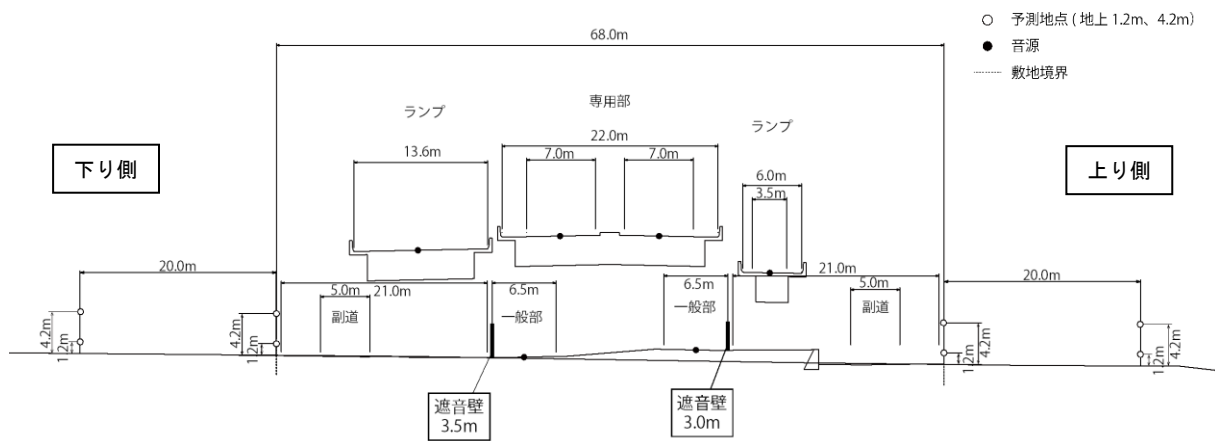 ○ 予測地点 ( 地上 1.2m、4.2m)
● 音源
敷地境界
68.0m
ランプ
専用部
ランプ
22.0m
13.6m
7.0m
7.0m
6.0m
3.5m
下り側
上り側
20.0m
21.0m
5.0m
6.5m
6.5m
21.0m
5.0m
20.0m
副道
一般部
一般部
副道
4.2m
1.2m
4.2m
1.2m
1.2m
4.2m
1.2m
4.2m
遮音壁
3.5m
遮音壁
3.0m